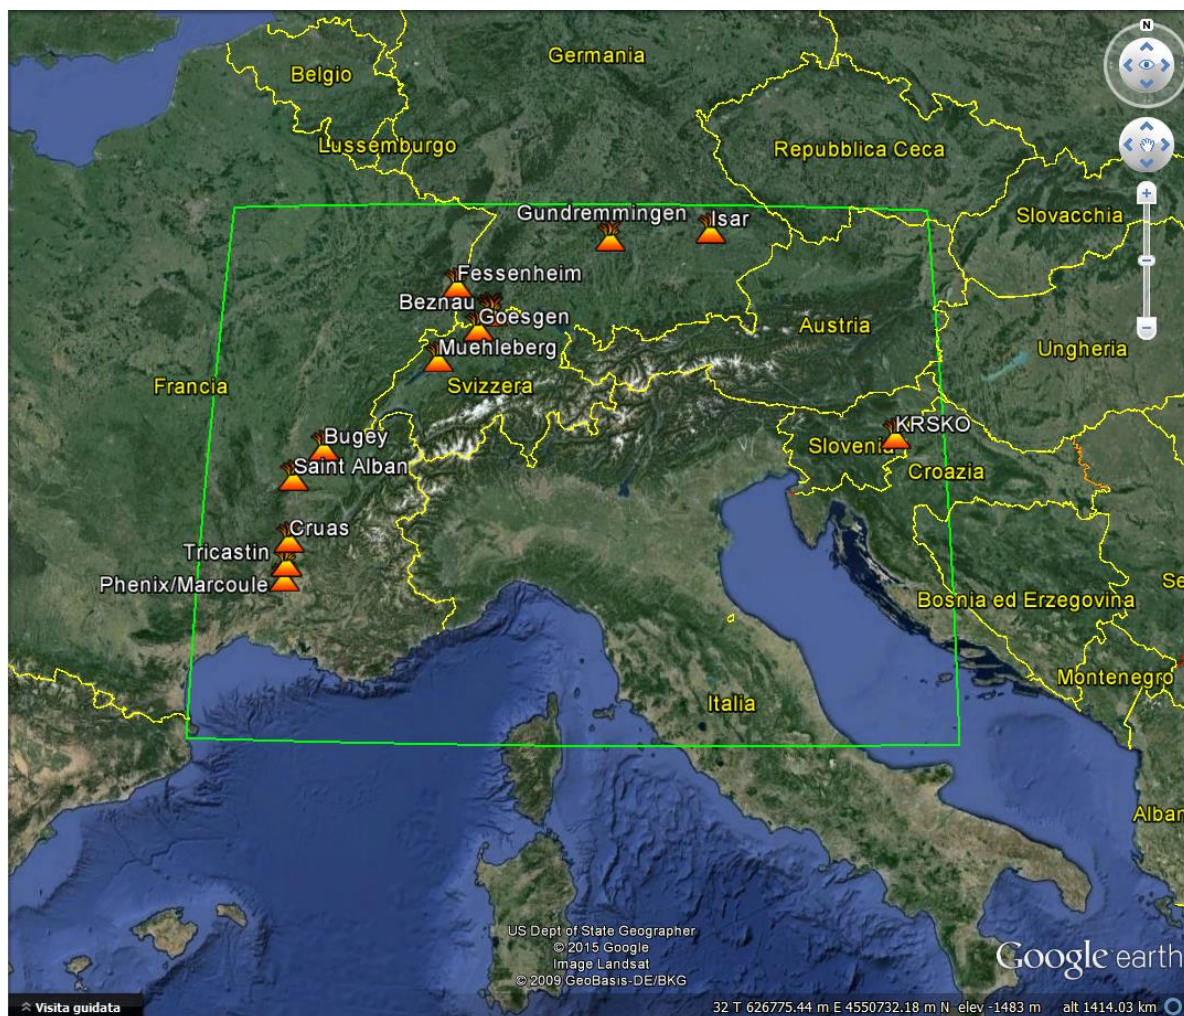 N
Germania
Belgio
Lussemburgo
Repubblica Ceca
Slovacchia
Gundremmingen
Isar
Fessenheim
Beznau
Goesgen
Muehleberg
Austria
Ungheria
Francia
Svizzera
KRSKO
Bugey
Slovenia
Saint Alban
Croazia
Cruas
Tricastin
Phenix/Marcoule
Bosnia ed Erzegovina
Se
Montenegro
Italia
Alban
US Dept of State Geographer
© 2015 Google
Image Landsat
© 2009 GeoBasis-DE/BKG
Google earth
Visita guidata
32 T 626775.44 m E 4550732.18 m N elev -1483 m alt 1414.03 km